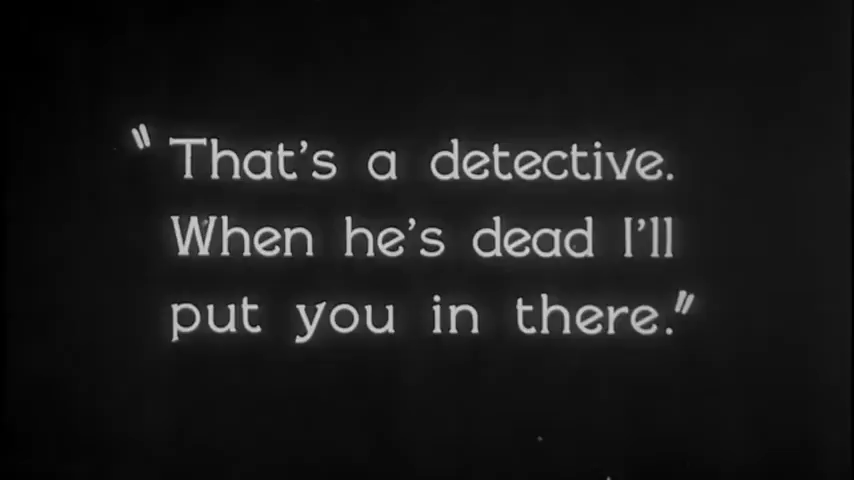 "That's a detective.
When he's dead I'll
put you in there."